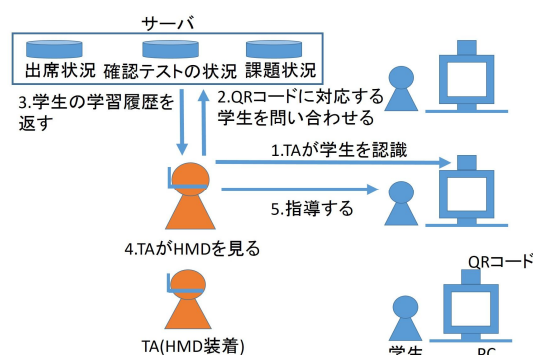 サーバ
出席状況
確認テストの状況
課題状況
3.学生の学習履歴を
返す
2.QRコードに対応する
学生を問い合わせる
1.TAが学生を認識
5.指導する
4.TAがHMDを見る
QRコード
TA(HMD装着)
学生
PC